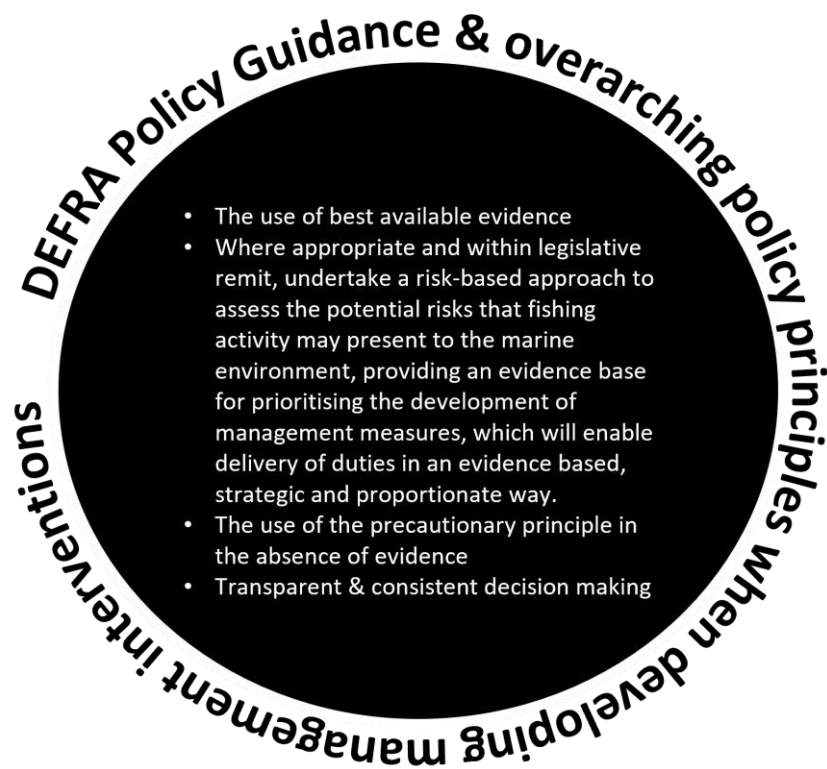 DEFRA Policy Guidance & overarching policy principles when developing management interventions
• The use of best available evidence
• Where appropriate and within legislative
remit, undertake a risk-based approach to
assess the potential risks that fishing
activity may present to the marine
environment, providing an evidence base
for prioritising the development of
management measures, which will enable
delivery of duties in an evidence based,
strategic and proportionate way.
• The use of the precautionary principle in
the absence of evidence
• Transparent & consistent decision making